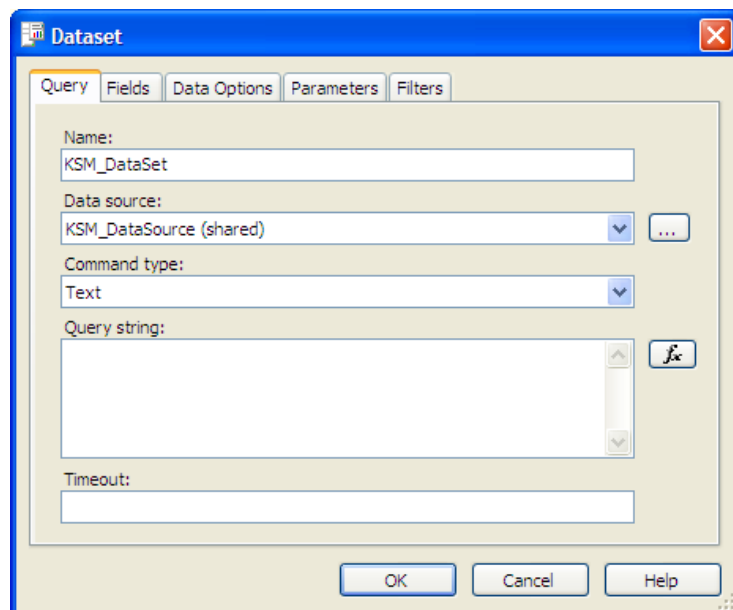 Dataset
Query Fields Data Options Parameters Filters
Name:
KSM_DataSet
Data source:
KSM_DataSource (shared)
...
Command type:
Text
Query string:
fx
Timeout:
OK Cancel Help